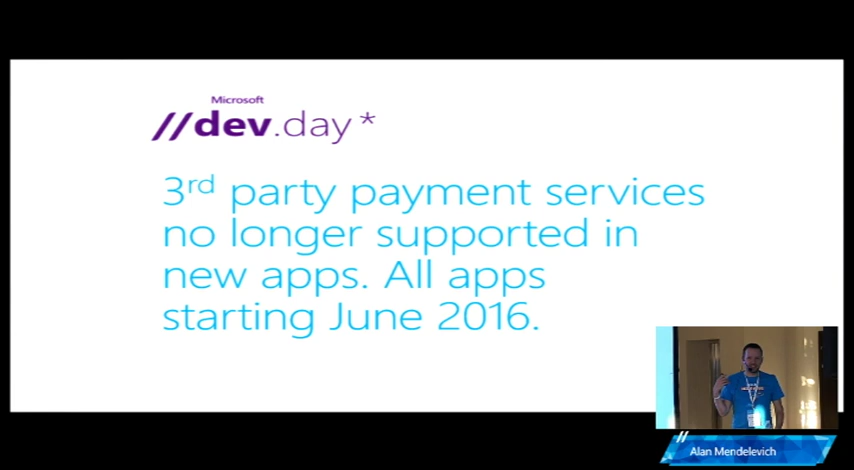 Microsoft
//dev.day*
3rd party payment services
no longer supported in
new apps. All apps
starting June 2016.
// Alan Mendelevich